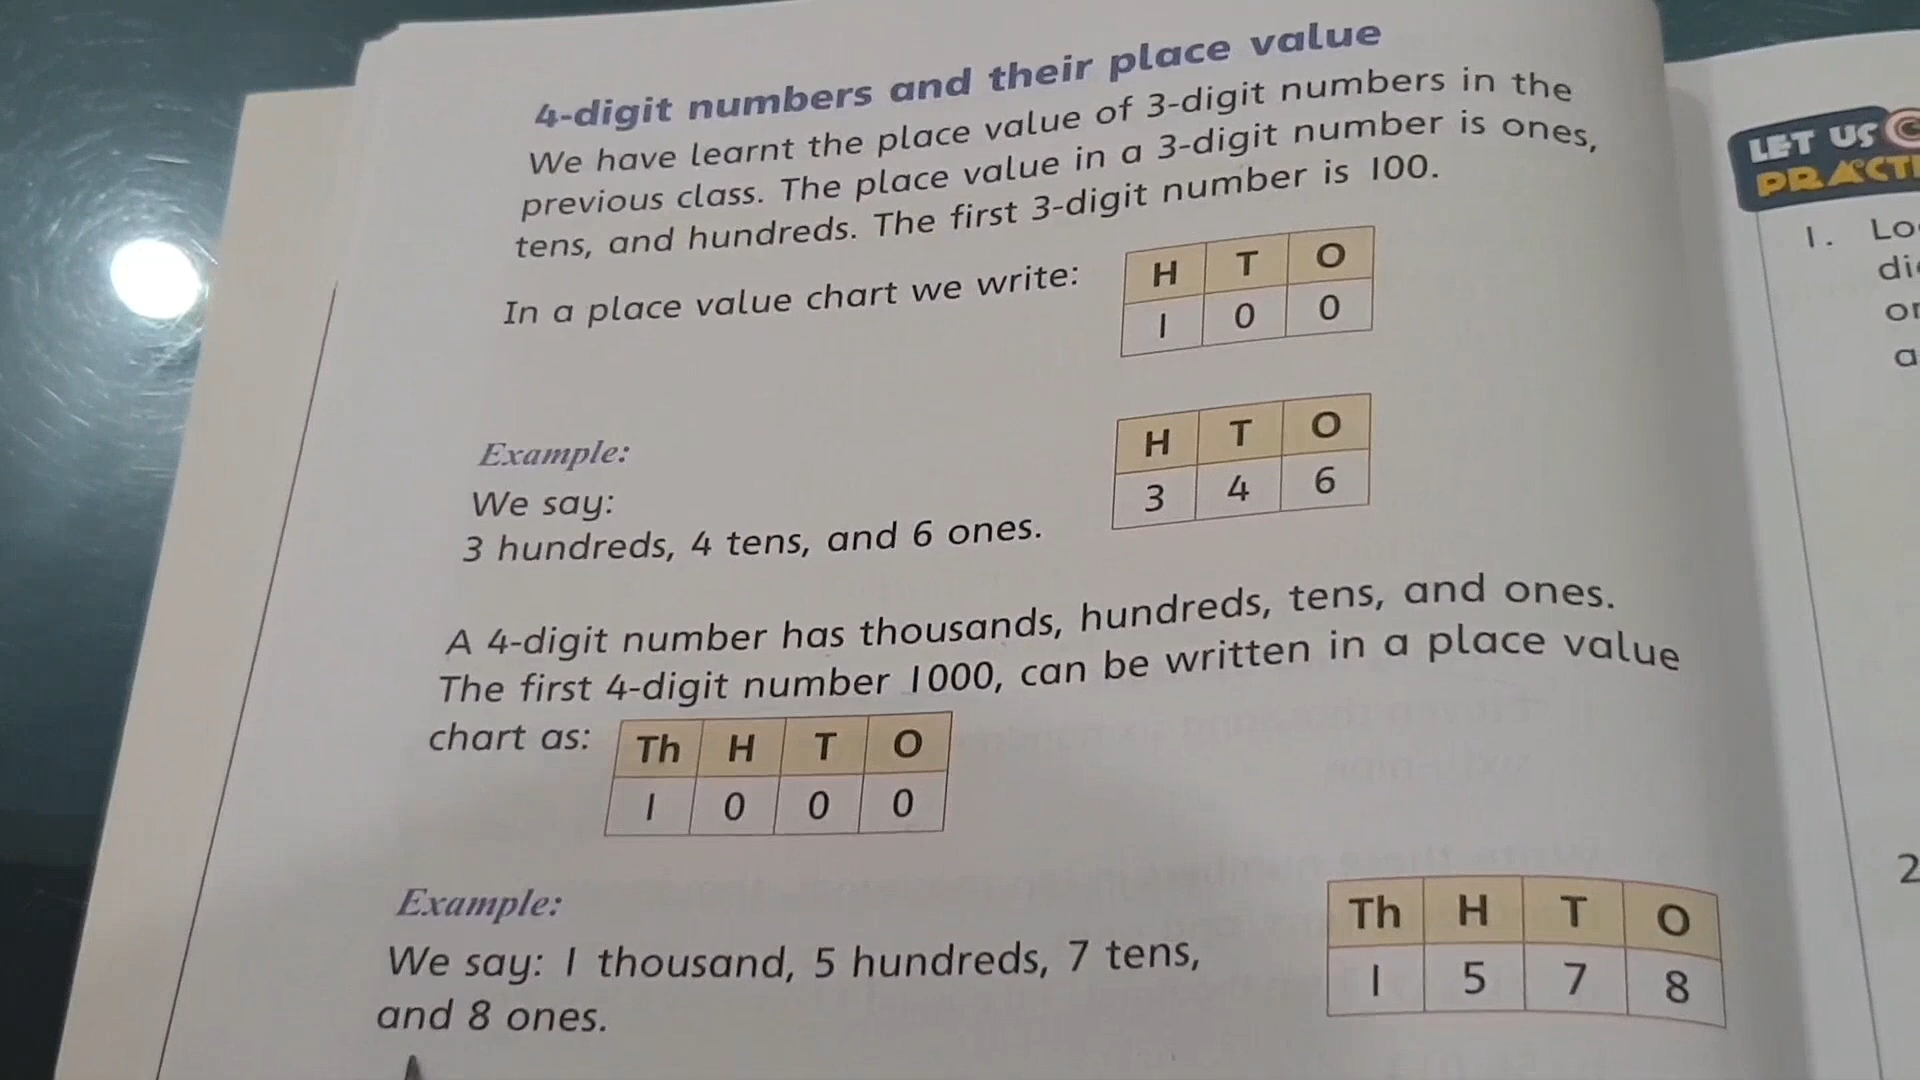 4-digit numbers and their place value
We have learnt the place value of 3-digit numbers in the
previous class. The place value in a 3-digit number is ones,
tens, and hundreds. The first 3-digit number is 100.
In a place value chart we write:
H T O
1 0 0
Example:
We say:
3 hundreds, 4 tens, and 6 ones.
H T O
3 4 6
A 4-digit number has thousands, hundreds, tens, and ones.
The first 4-digit number 1000, can be written in a place value
chart as:
Th H T O
1 0 0 0
Example:
We say: 1 thousand, 5 hundreds, 7 tens,
and 8 ones.
Th H T O
1 5 7 8
LET US
1.
2